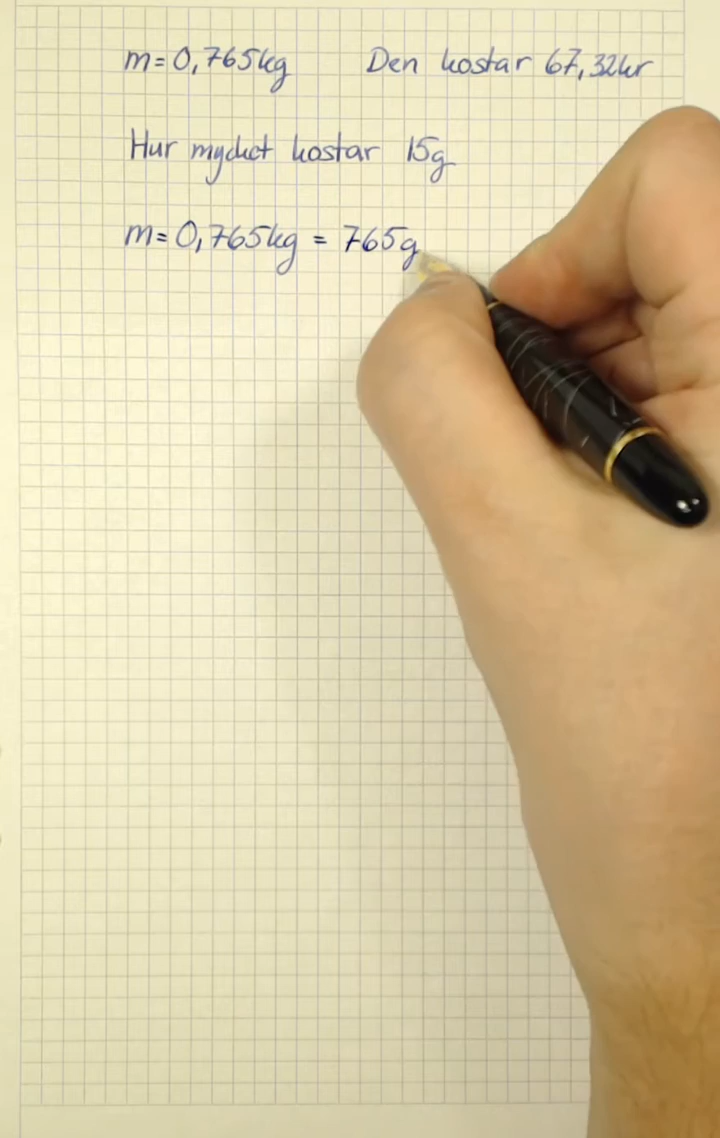 m=0,765kg Den kostar 67,32kr
Hur mycket kostar 15g
m=0,765kg = 765g